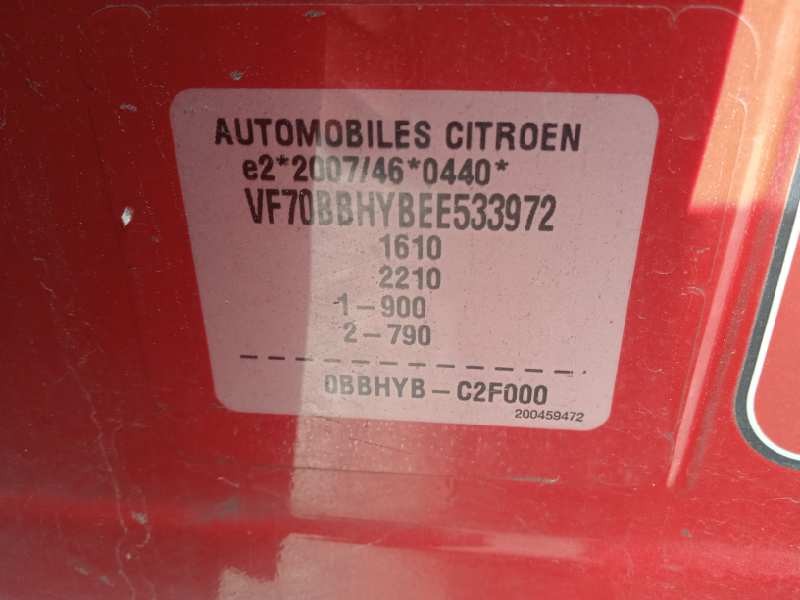 AUTOMOBILES CITROEN
e2*2007/46*0440*
VF70BBHYBEE533972
1610
2210
1-900
2-790
0BBHYB-C2F000
200459472